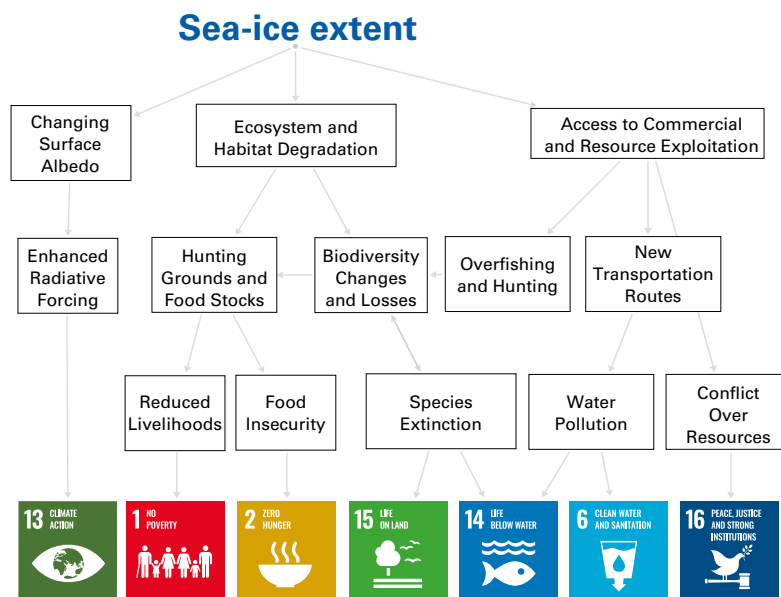 Sea-ice extent
Changing
Surface
Albedo
Ecosystem and
Habitat Degradation
Access to Commercial
and Resource Exploitation
Enhanced
Radiative
Forcing
Hunting
Grounds and
Food Stocks
Biodiversity
Changes
and Losses
Overfishing
and Hunting
New
Transportation
Routes
Reduced
Livelihoods
Food
Insecurity
Species
Extinction
Water
Pollution
Conflict
Over
Resources
13 CLIMATE
ACTION
1 NO
POVERTY
2 ZERO
HUNGER
15 LIFE
ON LAND
14 LIFE
BELOW WATER
6 CLEAN WATER
AND SANITATION
16 PEACE, JUSTICE
AND STRONG
INSTITUTIONS